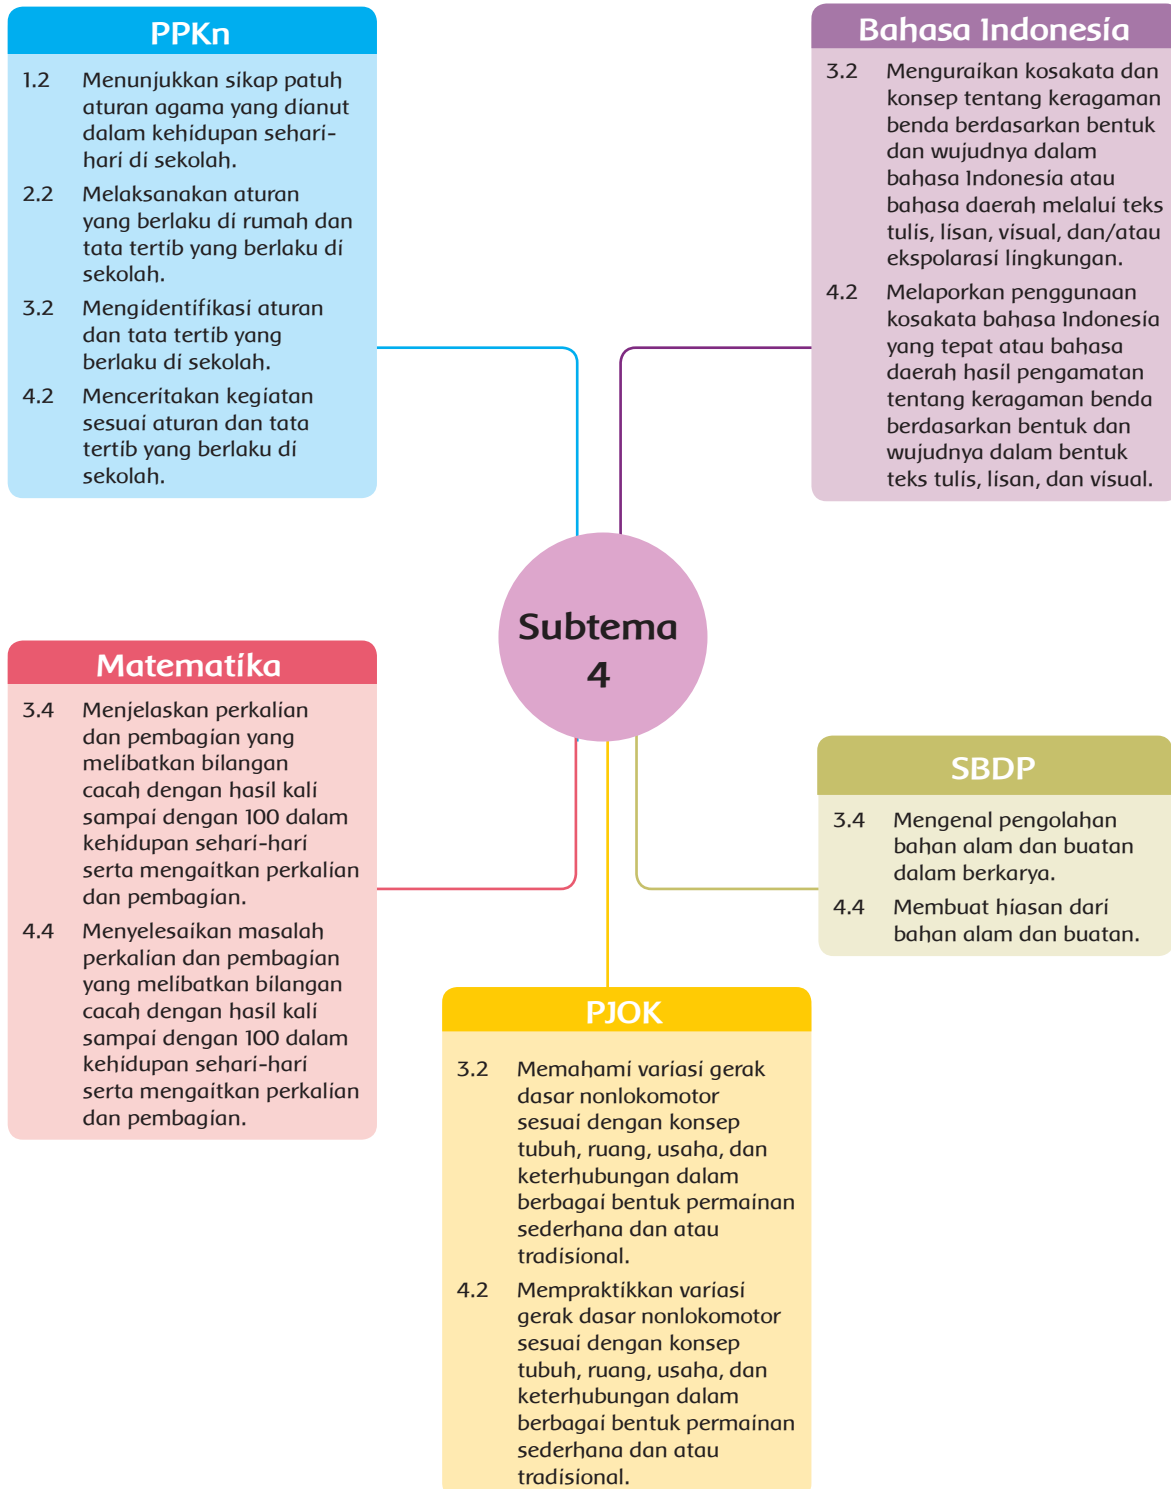 PPKn
1.2 Menunjukkan sikap patuh
aturan agama yang dianut
dalam kehidupan sehari-
hari di sekolah.
2.2 Melaksanakan aturan
yang berlaku di rumah dan
tata tertib yang berlaku di
sekolah.
3.2 Mengidentifikasi aturan
dan tata tertib yang
berlaku di sekolah.
4.2 Menceritakan kegiatan
sesuai aturan dan tata
tertib yang berlaku di
sekolah.
Bahasa Indonesia
3.2 Menguraikan kosakata dan
konsep tentang keragaman
benda berdasarkan bentuk
dan wujudnya dalam
bahasa Indonesia atau
bahasa daerah melalui teks
tulis, lisan, visual, dan/atau
ekspolarasi lingkungan.
4.2 Melaporkan penggunaan
kosakata bahasa Indonesia
yang tepat atau bahasa
daerah hasil pengamatan
tentang keragaman benda
berdasarkan bentuk dan
wujudnya dalam bentuk
teks tulis, lisan, dan visual.
Subtema
4
Matematika
3.4 Menjelaskan perkalian
dan pembagian yang
melibatkan bilangan
cacah dengan hasil kali
sampai dengan 100 dalam
kehidupan sehari-hari
serta mengaitkan perkalian
dan pembagian.
4.4 Menyelesaikan masalah
perkalian dan pembagian
yang melibatkan bilangan
cacah dengan hasil kali
sampai dengan 100 dalam
kehidupan sehari-hari
serta mengaitkan perkalian
dan pembagian.
SBDP
3.4 Mengenal pengolahan
bahan alam dan buatan
dalam berkarya.
4.4 Membuat hiasan dari
bahan alam dan buatan.
PJOK
3.2 Memahami variasi gerak
dasar nonlokomotor
sesuai dengan konsep
tubuh, ruang, usaha, dan
keterhubungan dalam
berbagai bentuk permainan
sederhana dan atau
tradisional.
4.2 Mempraktikkan variasi
gerak dasar nonlokomotor
sesuai dengan konsep
tubuh, ruang, usaha, dan
keterhubungan dalam
berbagai bentuk permainan
sederhana dan atau
tradisional.